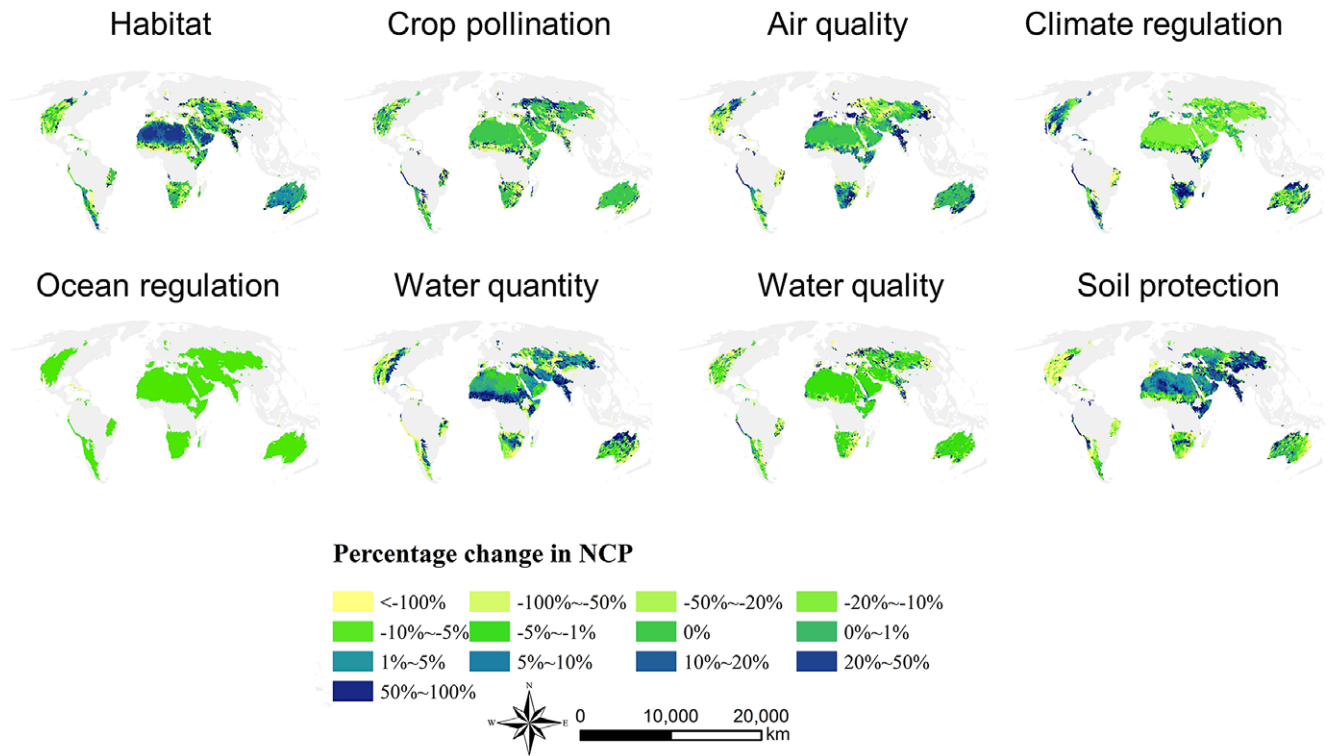 Habitat Crop pollination Air quality Climate regulation
Ocean regulation Water quantity Water quality Soil protection
Percentage change in NCP
<-100% -100%~-50% -50%~-20% -20%~-10%
-10%~-5% -5%~-1% 0% 0%~1%
1%~5% 5%~10% 10%~20% 20%~50%
50%~100%
N
W E
S
0 10,000 20,000
km